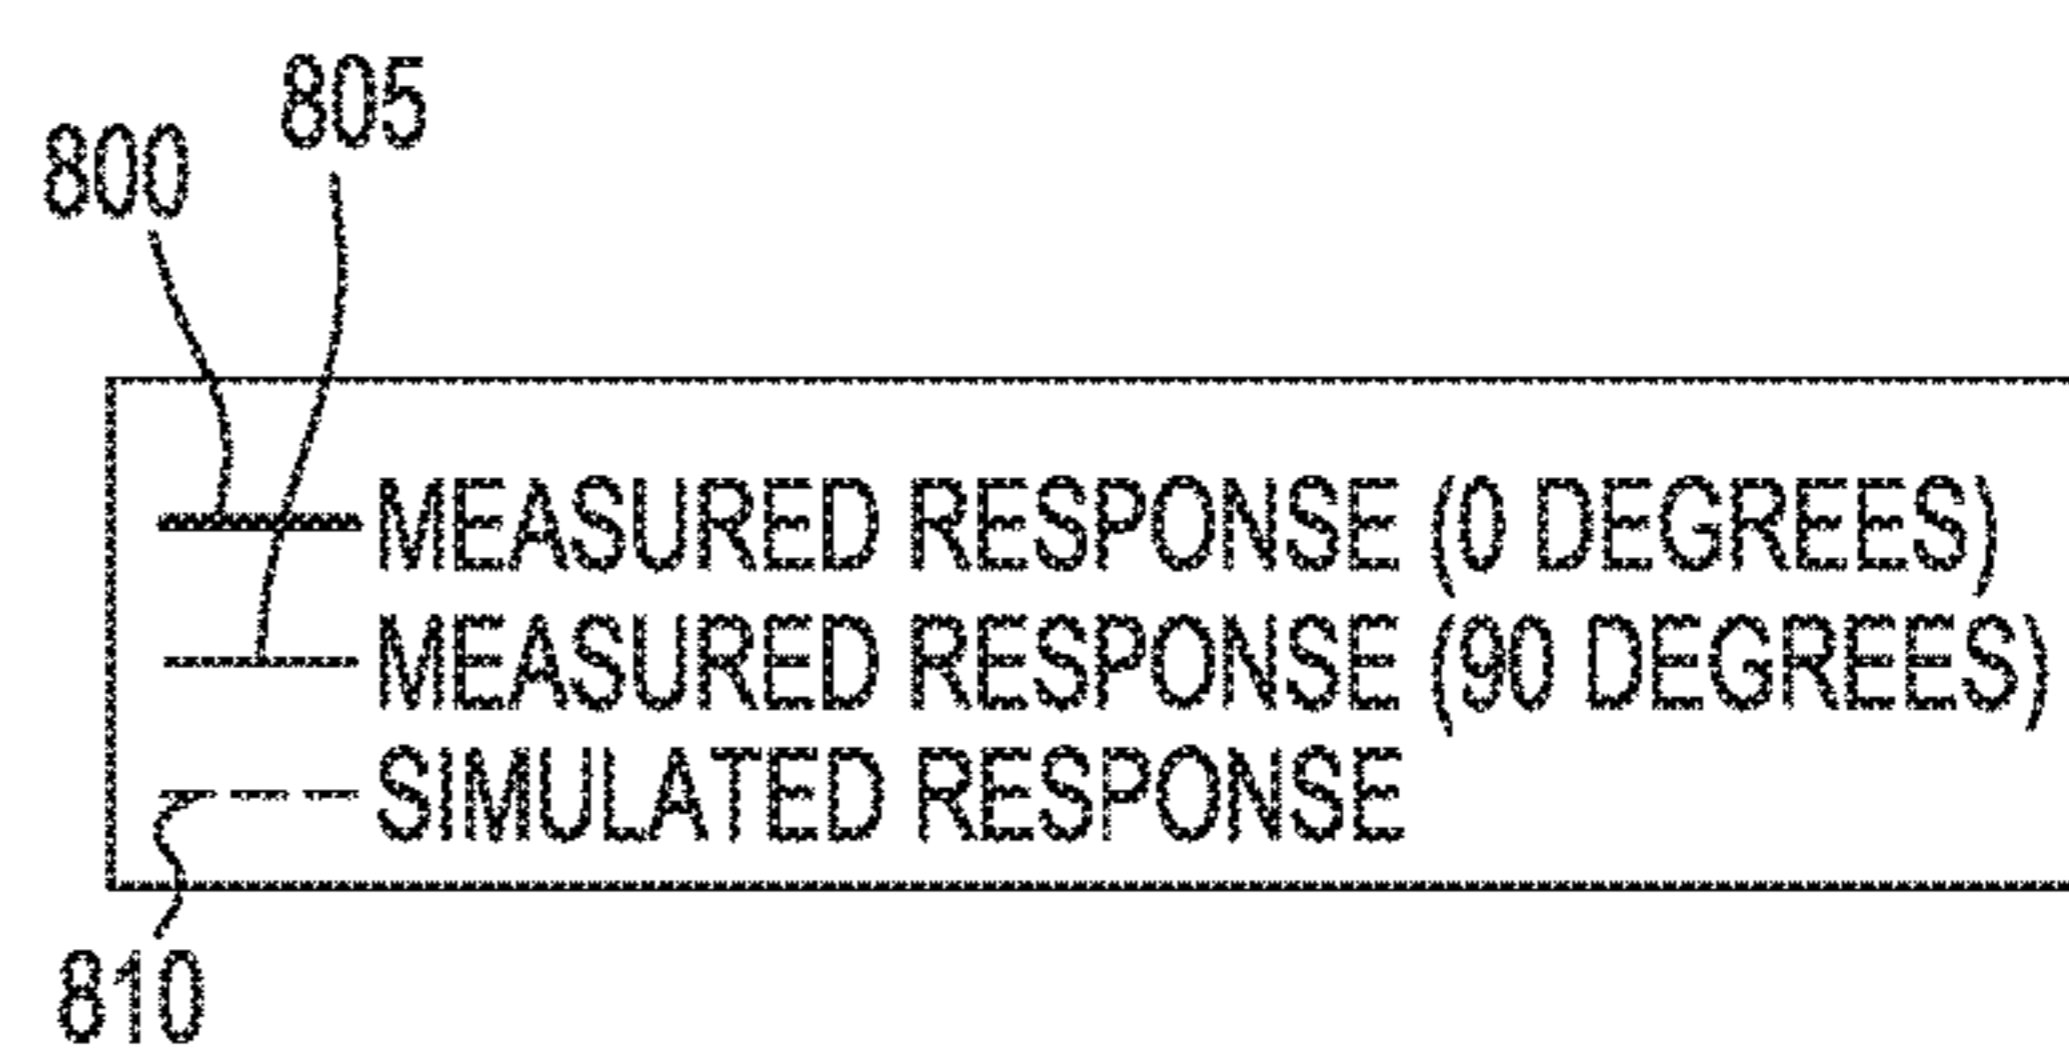 805
800
MEASURED RESPONSE (0 DEGREES)
MEASURED RESPONSE (90 DEGREES)
SIMULATED RESPONSE
810